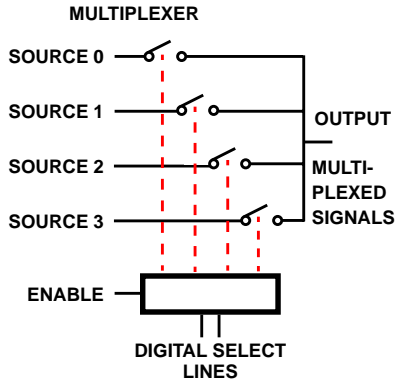 MULTIPLEXER
SOURCE 0
SOURCE 1
OUTPUT
SOURCE 2
MULTI-
PLEXED
SIGNALS
SOURCE 3
ENABLE
DIGITAL SELECT
LINES